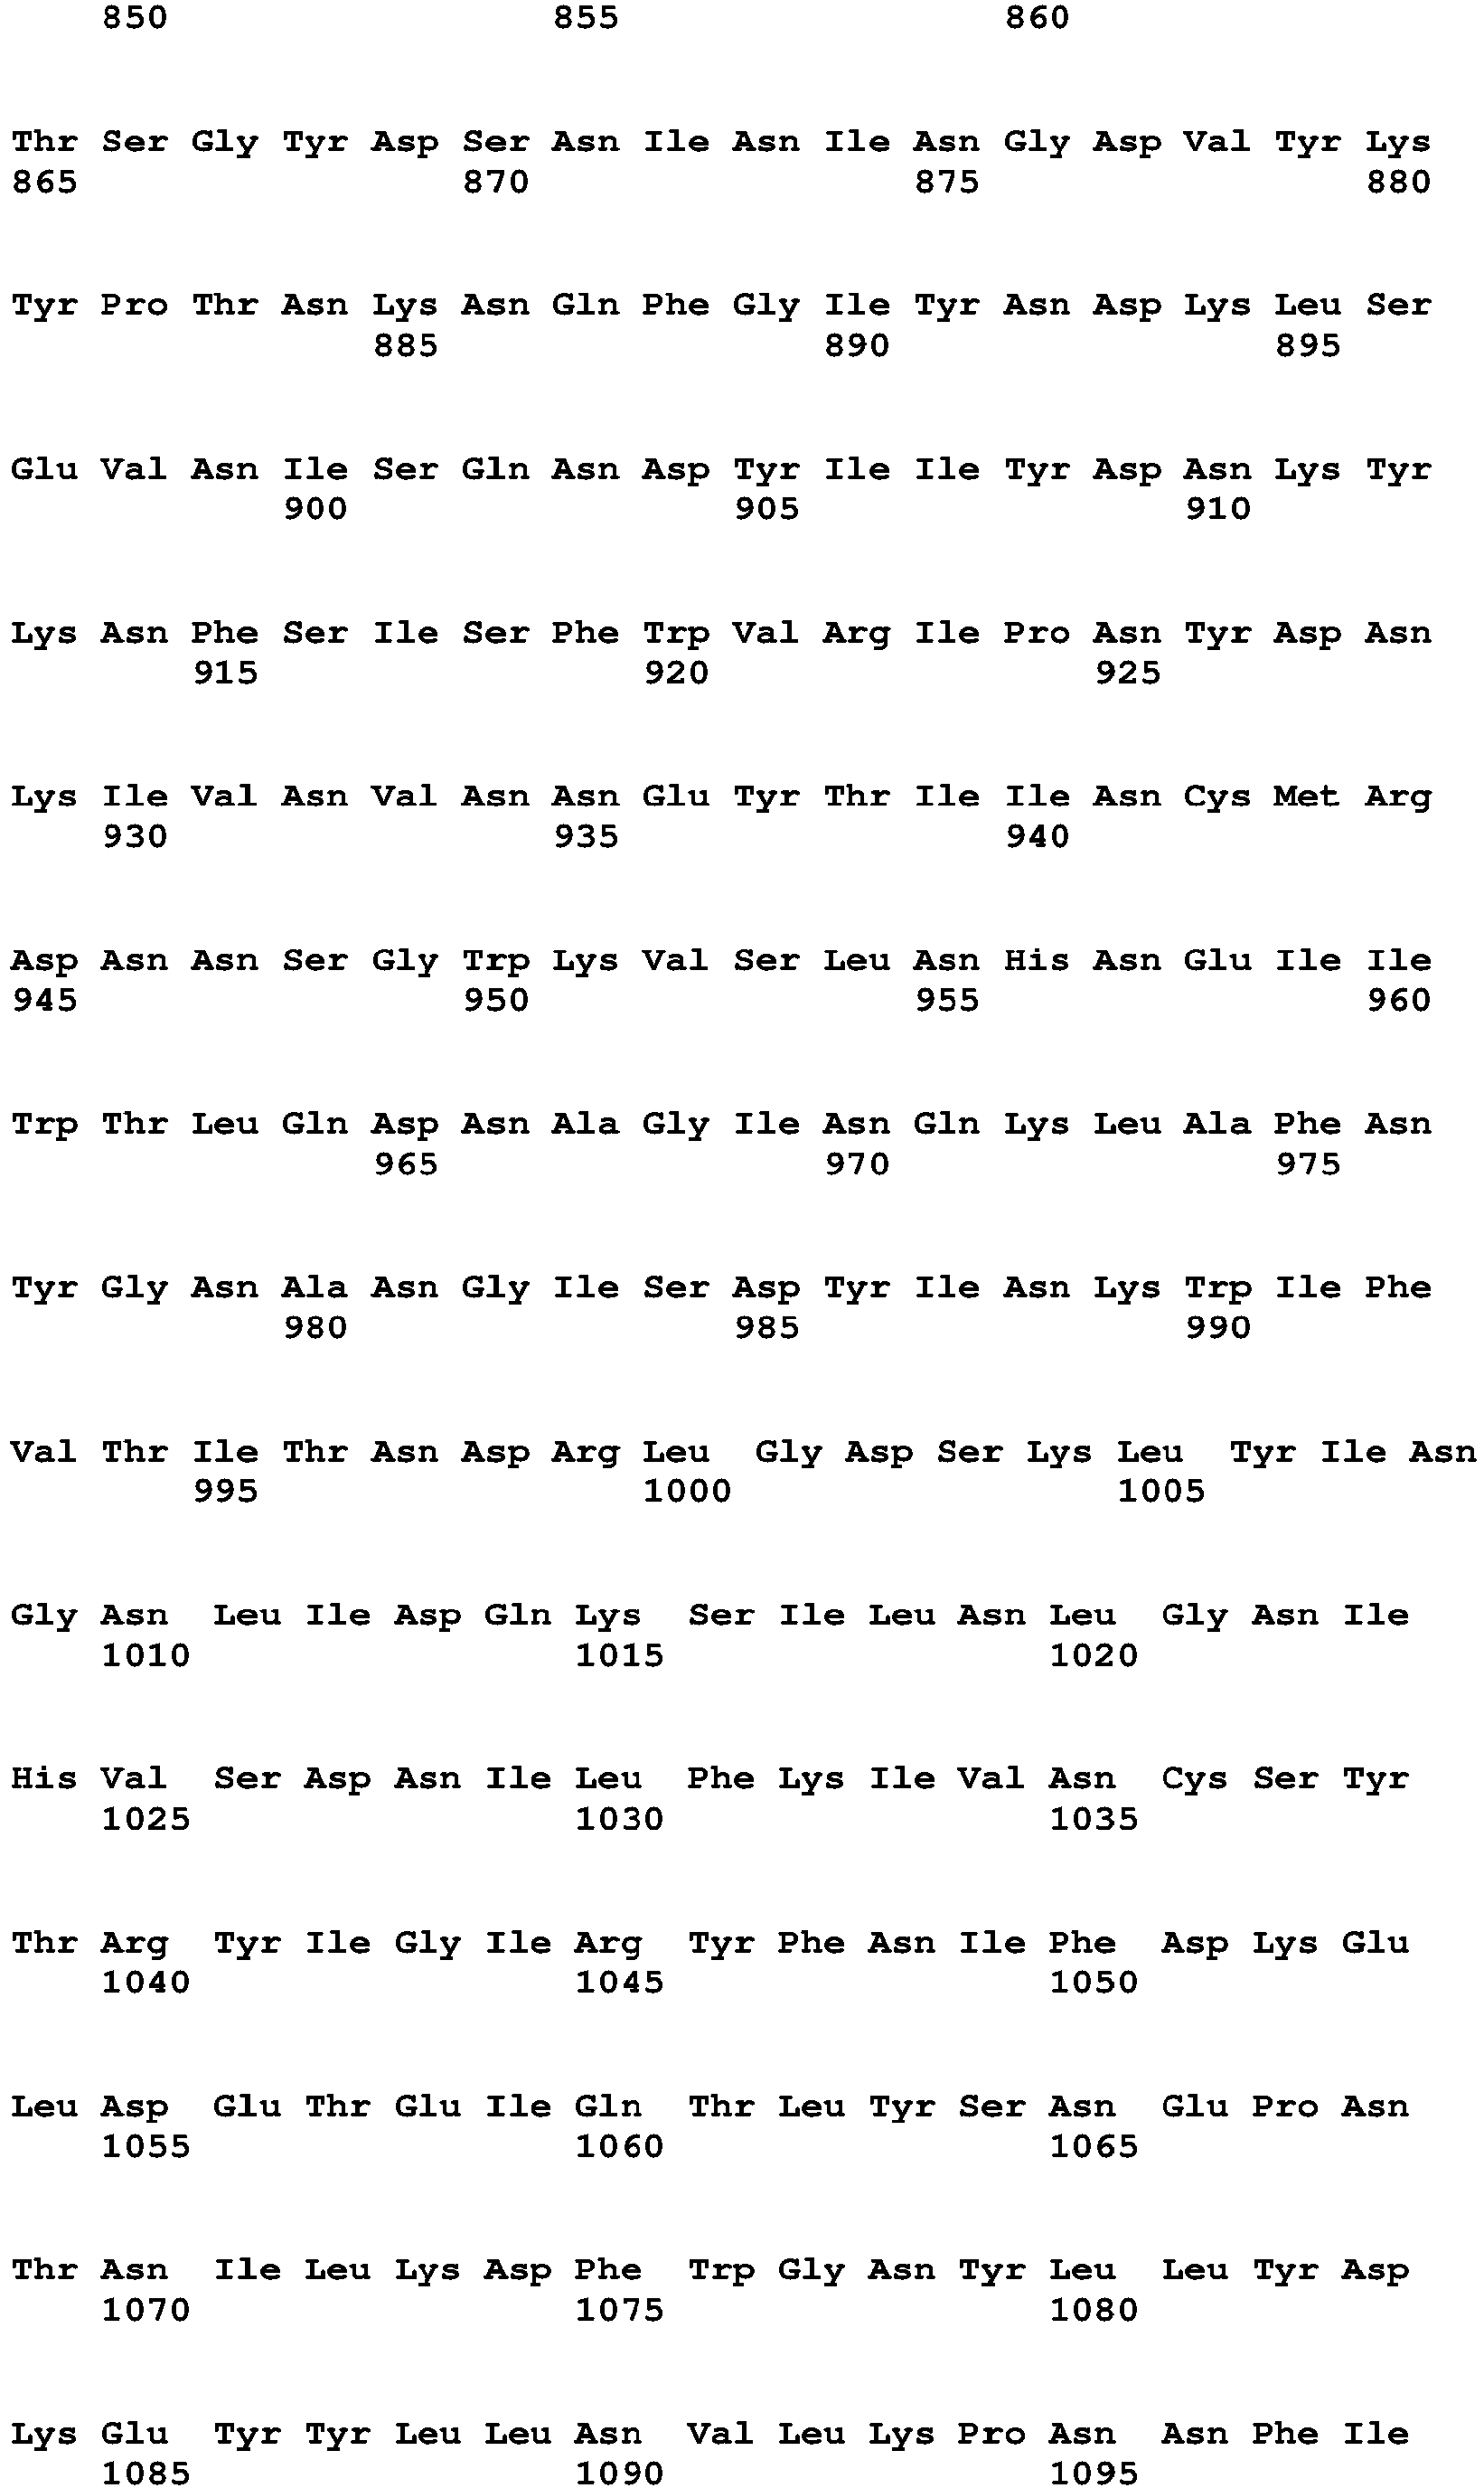 850 855 860
Thr Ser Gly Tyr Asp Ser Asn Ile Asn Ile Asn Gly Asp Val Tyr Lys
865 870 875 880
Tyr Pro Thr Asn Lys Asn Gln Phe Gly Ile Tyr Asn Asp Lys Leu Ser
885 890 895
Glu Val Asn Ile Ser Gln Asn Asp Tyr Ile Ile Tyr Asp Asn Lys Tyr
900 905 910
Lys Asn Phe Ser Ile Ser Phe Trp Val Arg Ile Pro Asn Tyr Asp Asn
915 920 925
Lys Ile Val Asn Val Asn Asn Glu Tyr Thr Ile Ile Asn Cys Met Arg
930 935 940
Asp Asn Asn Ser Gly Trp Lys Val Ser Leu Asn His Asn Glu Ile Ile
945 950 955 960
Trp Thr Leu Gln Asp Asn Ala Gly Ile Asn Gln Lys Leu Ala Phe Asn
965 970 975
Tyr Gly Asn Ala Asn Gly Ile Ser Asp Tyr Ile Asn Lys Trp Ile Phe
980 985 990
Val Thr Ile Thr Asn Asp Arg Leu Gly Asp Ser Lys Leu Tyr Ile Asn
995 1000 1005
Gly Asn Leu Ile Asp Gln Lys Ser Ile Leu Asn Leu Gly Asn Ile
1010 1015 1020
His Val Ser Asp Asn Ile Leu Phe Lys Ile Val Asn Cys Ser Tyr
1025 1030 1035
Thr Arg Tyr Ile Gly Ile Arg Tyr Phe Asn Ile Phe Asp Lys Glu
1040 1045 1050
Leu Asp Glu Thr Glu Ile Gln Thr Leu Tyr Ser Asn Glu Pro Asn
1055 1060 1065
Thr Asn Ile Leu Lys Asp Phe Trp Gly Asn Tyr Leu Leu Tyr Asp
1070 1075 1080
Lys Glu Tyr Tyr Leu Leu Asn Val Leu Lys Pro Asn Asn Phe Ile
1085 1090 1095